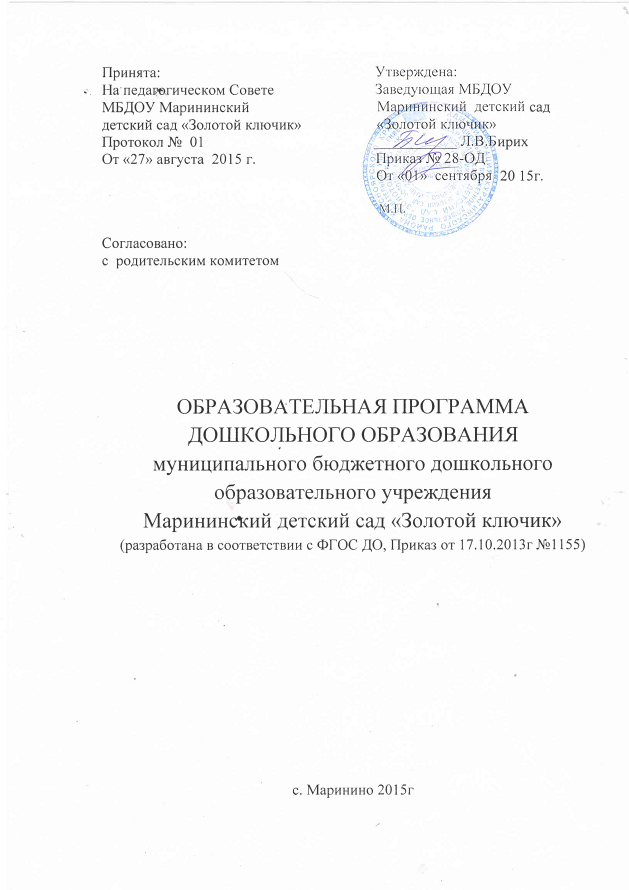 Принята:
На педагогическом Совете
МБДОУ Марининский
детский сад «Золотой ключик»
Протокол № 01
От «27» августа 2015 г.
Утверждена:
Заведующая МБДОУ
Марининский детский сад
«Золотой ключик»
____________ Л.В.Бирих
Приказ № 28-ОД
От «01» сентября 20 15г.
М.П.
Согласовано:
с родительским комитетом
ОБРАЗОВАТЕЛЬНАЯ ПРОГРАММА
ДОШКОЛЬНОГО ОБРАЗОВАНИЯ
муниципального бюджетного дошкольного
образовательного учреждения
Марининский детский сад «Золотой ключик»
(разработана в соответствии с ФГОС ДО, Приказ от 17.10.2013г №1155)
с. Маринино 2015г